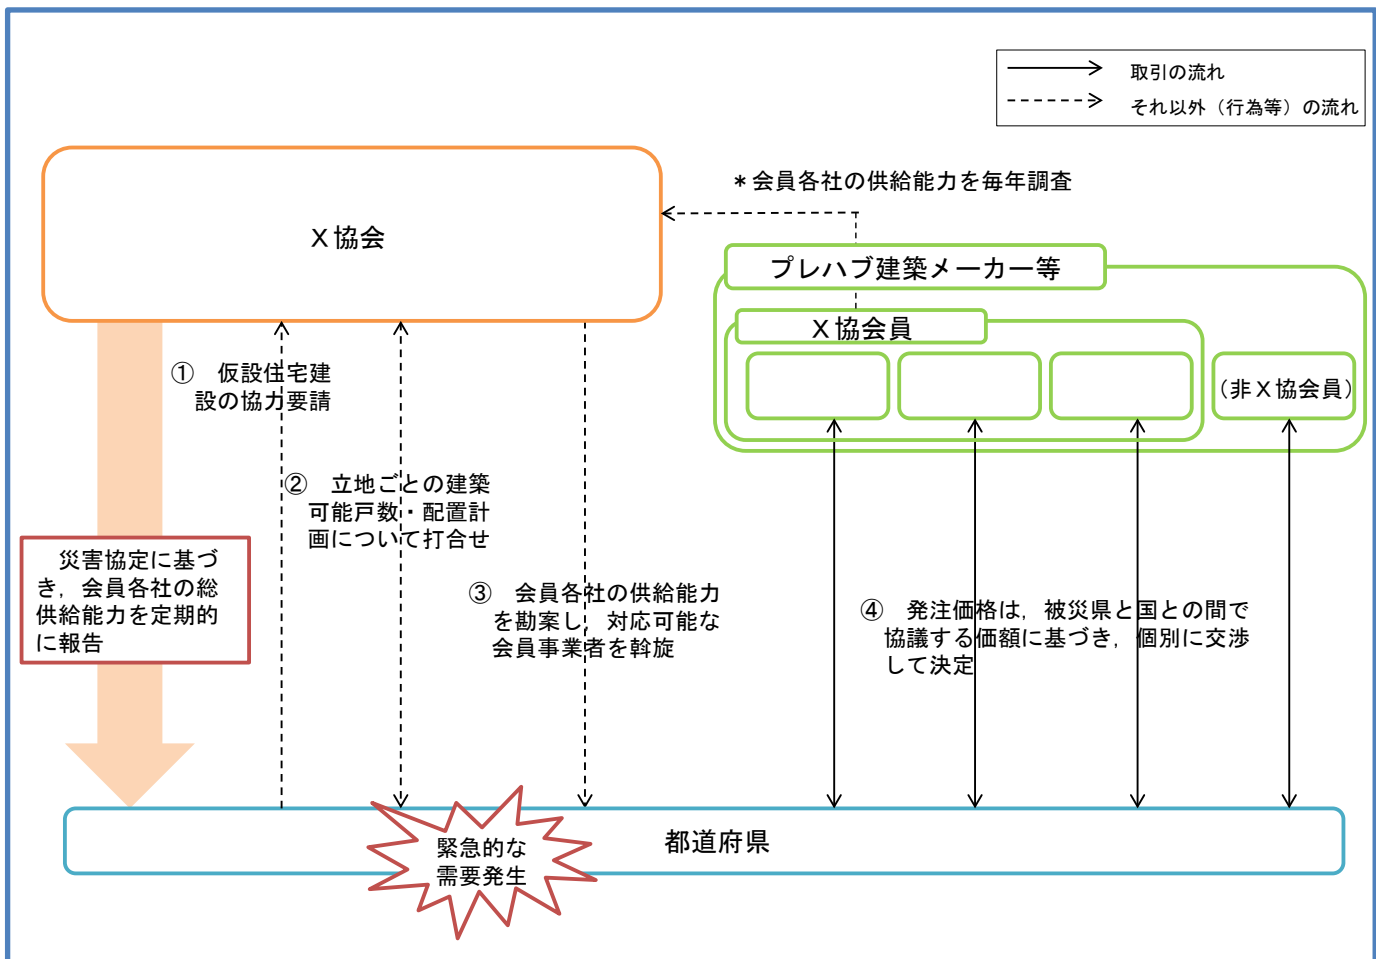 取引の流れ
それ以外（行為等）の流れ
＊会員各社の供給能力を毎年調査
Ｘ協会
プレハブ建築メーカー等
Ｘ協会員
（非Ｘ協会員）
① 仮設住宅建
設の協力要請
② 立地ごとの建築
可能戸数・配置計
画について打合せ
災害協定に基づ
き，会員各社の総
供給能力を定期的
に報告
③ 会員各社の供給能力
を勘案し，対応可能な
会員事業者を斡旋
④ 発注価格は，被災県と国との間で
協議する価額に基づき，個別に交渉
して決定
緊急的な
需要発生
都道府県